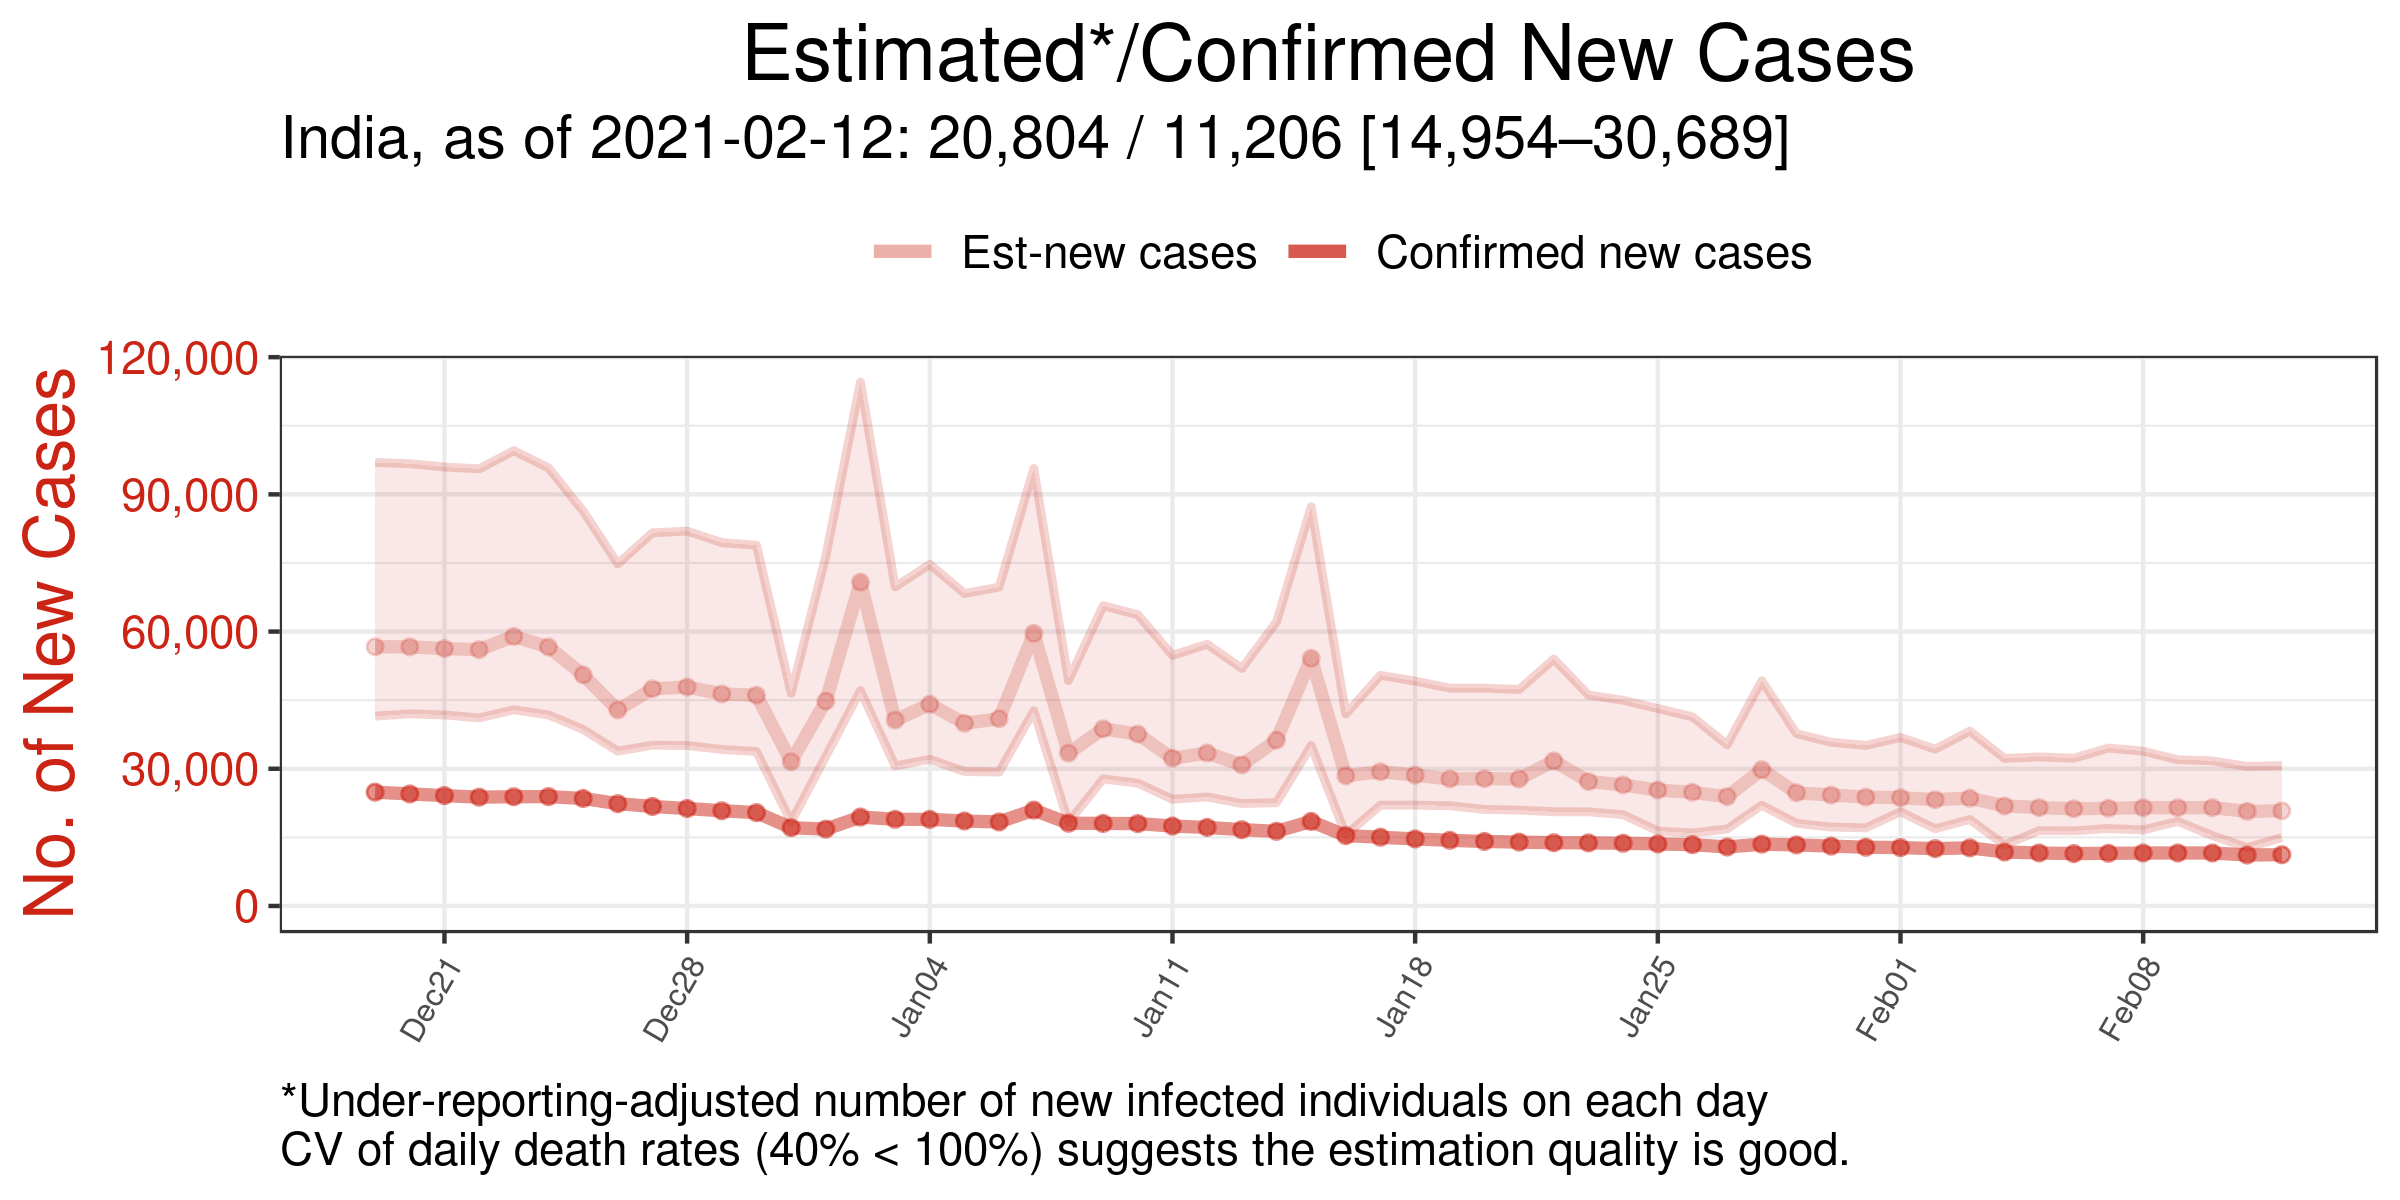 Estimated*/Confirmed New Cases
India, as of 2021-02-12: 20,804 / 11,206 [14,954–30,689]
Est-new cases
Confirmed new cases
No. of New Cases
120,000
90,000
60,000
30,000
0
Dec21
Dec28
Jan04
Jan11
Jan18
Jan25
Feb01
Feb08
*Under-reporting-adjusted number of new infected individuals on each day
CV of daily death rates (40% < 100%) suggests the estimation quality is good.